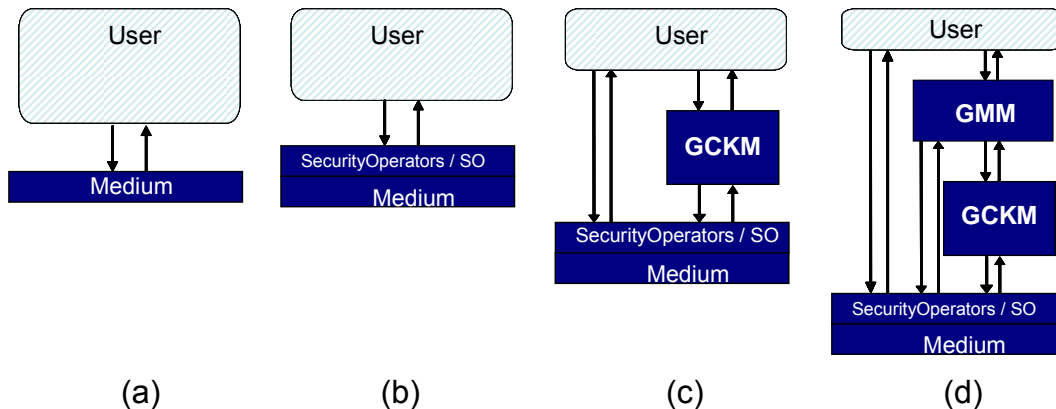 User
Medium
(a)
User
SecurityOperators / SO
Medium
(b)
User
GCKM
SecurityOperators / SO
Medium
(c)
User
GMM
GCKM
SecurityOperators / SO
Medium
(d)